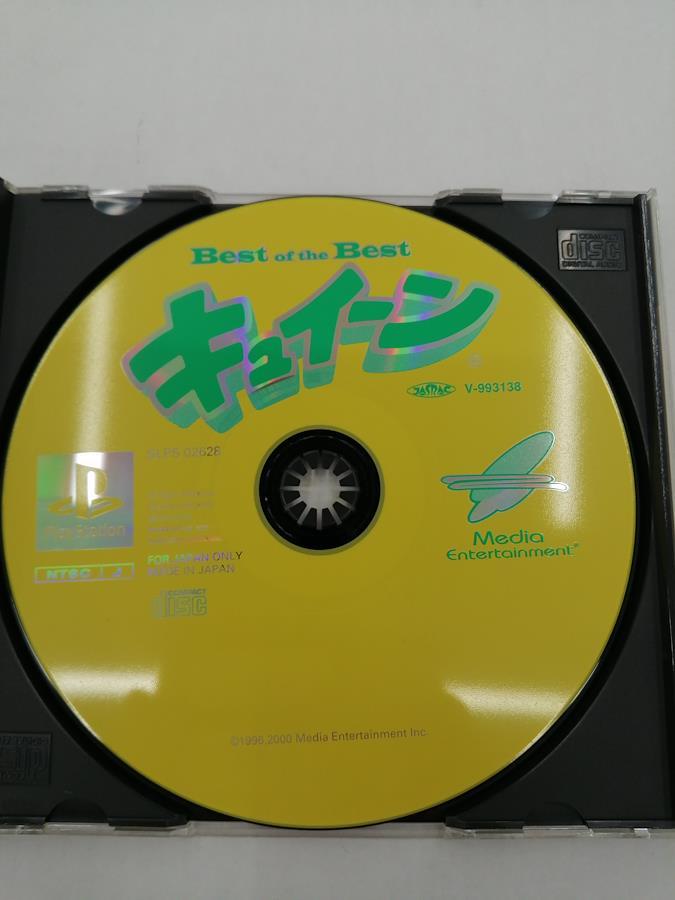 Best of the Best
キュイーン
JASRAC V-993138
SLPS 02628
PlayStation
Media
Entertainment
FOR JAPAN ONLY
MADE IN JAPAN
NTSC J
COMPACT
disc
©1996,2000 Media Entertainment Inc.
COMPACT
disc
DIGITAL AUDIO